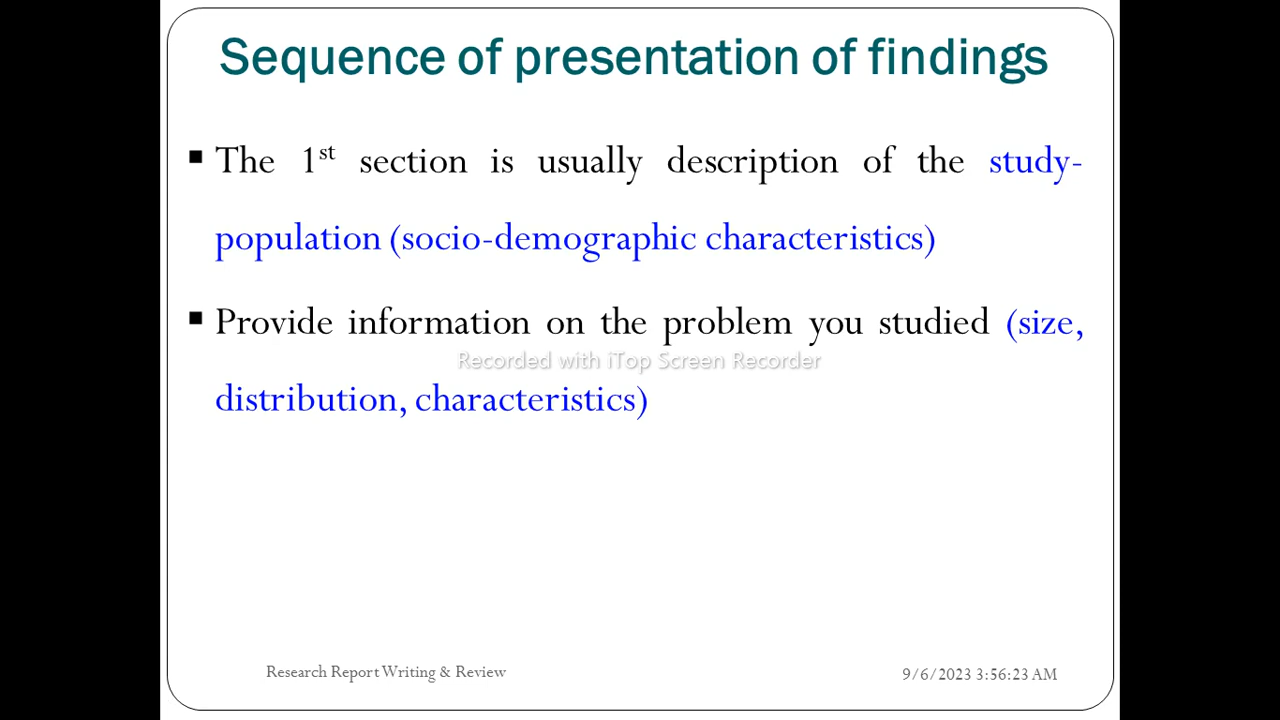 Sequence of presentation of findings
▪ The 1st section is usually description of the study-
population (socio-demographic characteristics)
▪ Provide information on the problem you studied (size,
Recorded with iTop Screen Recorder
distribution, characteristics)
Research Report Writing & Review
9/6/2023 3:56:23 AM